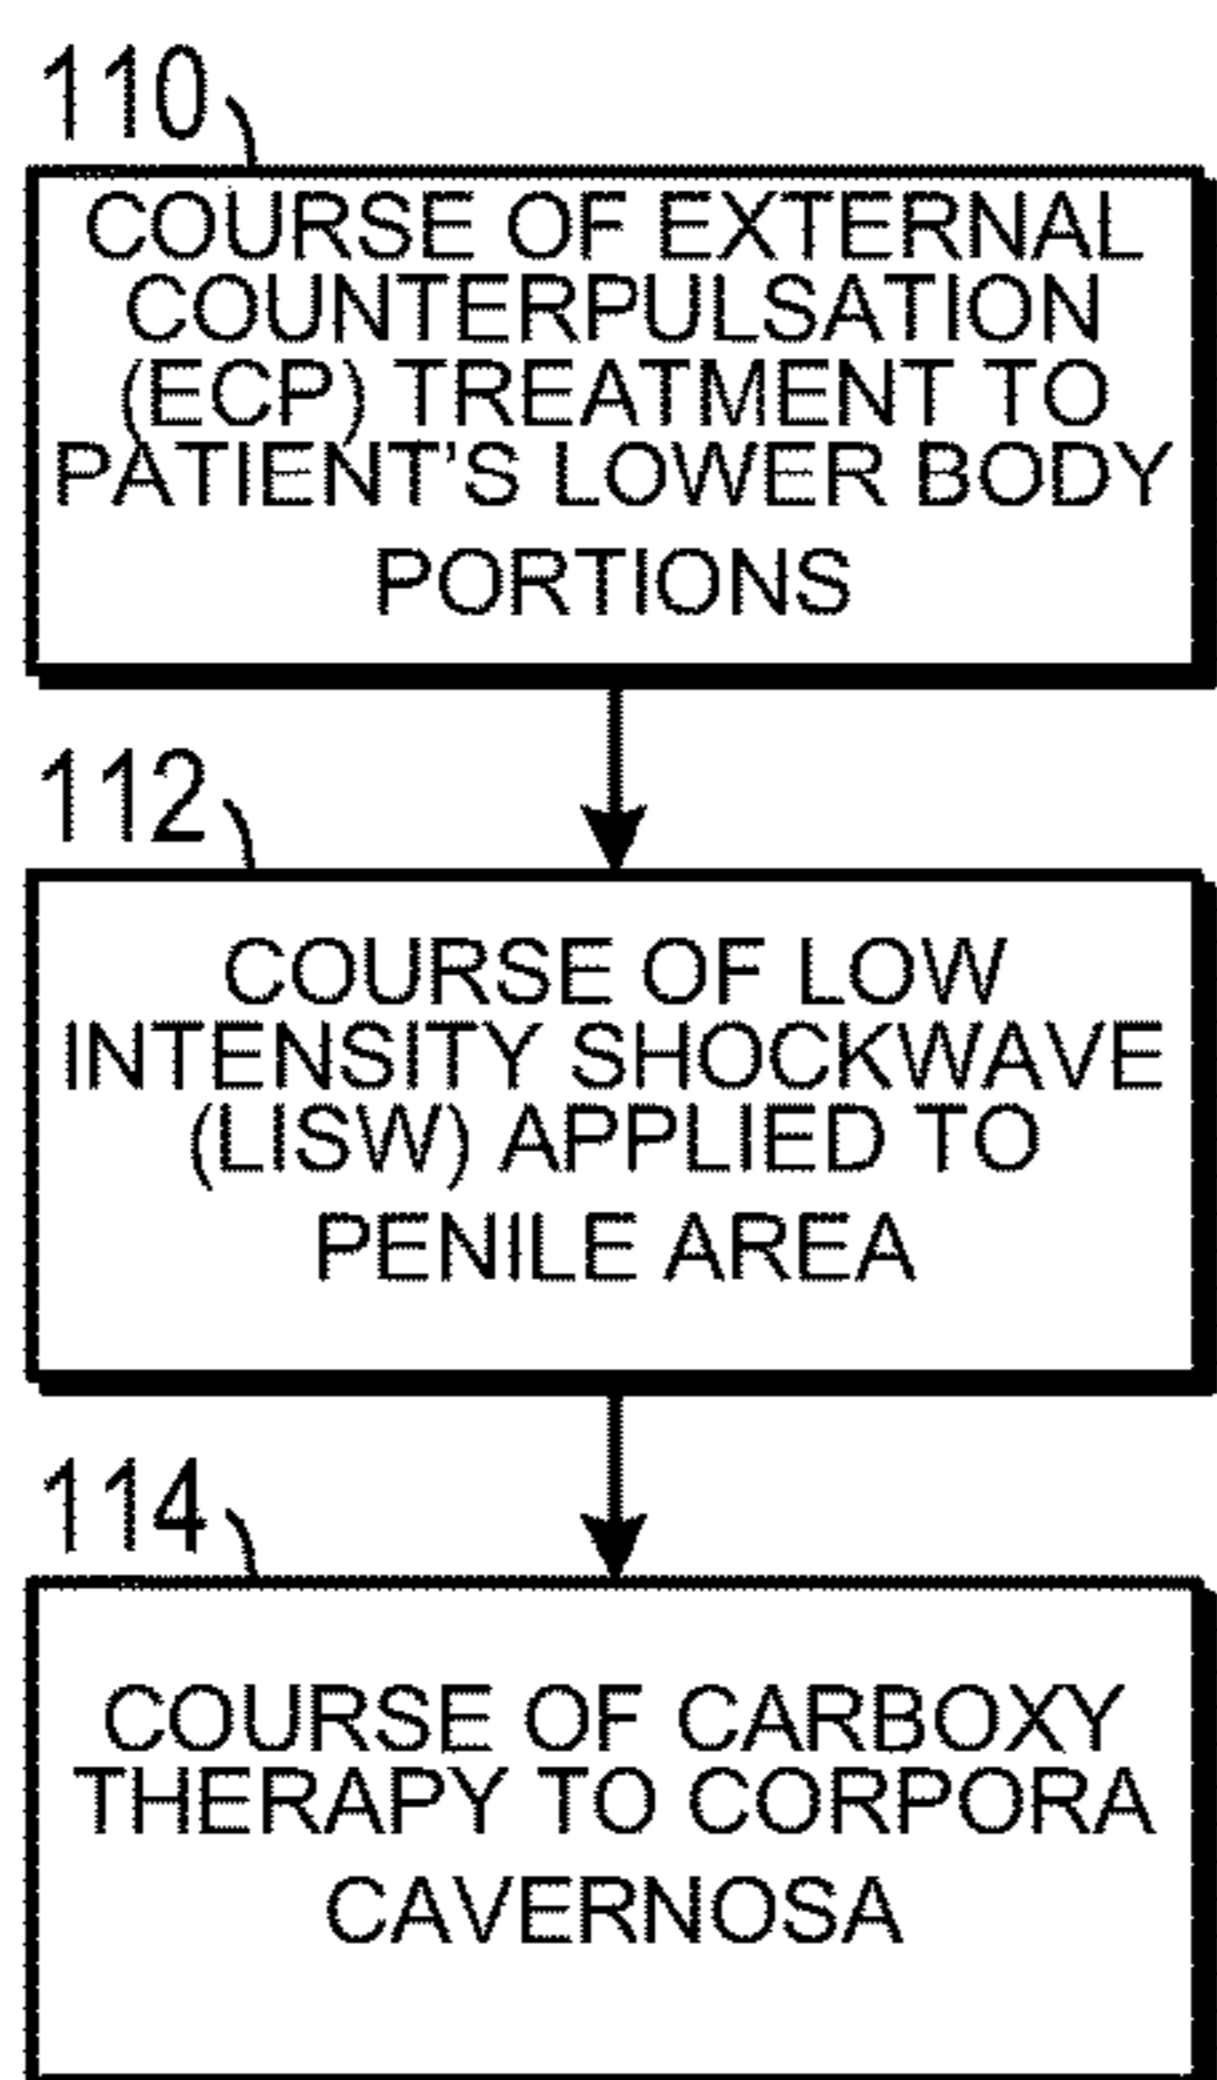 110
COURSE OF EXTERNAL
COUNTERPULSATION
(ECP) TREATMENT TO
PATIENT'S LOWER BODY
PORTIONS
112
COURSE OF LOW
INTENSITY SHOCKWAVE
(LISW) APPLIED TO
PENILE AREA
114
COURSE OF CARBOXY
THERAPY TO CORPORA
CAVERNOSA